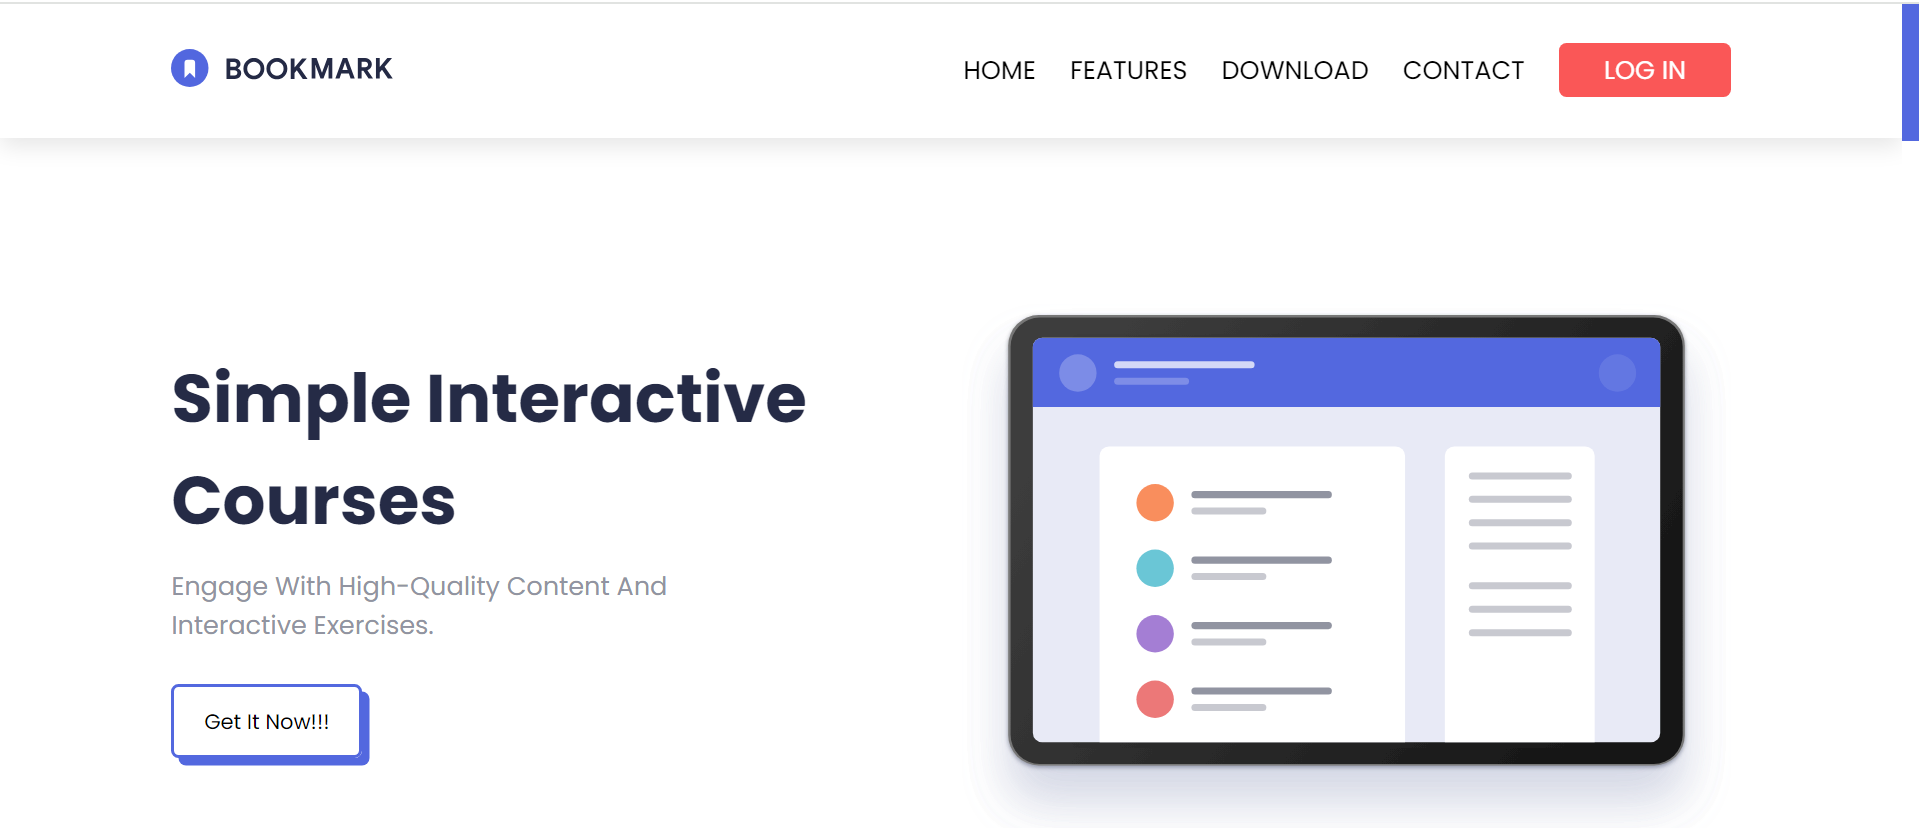 BOOKMARK
HOME FEATURES DOWNLOAD CONTACT LOG IN
Simple Interactive
Courses
Engage With High-Quality Content And
Interactive Exercises.
Get It Now!!!